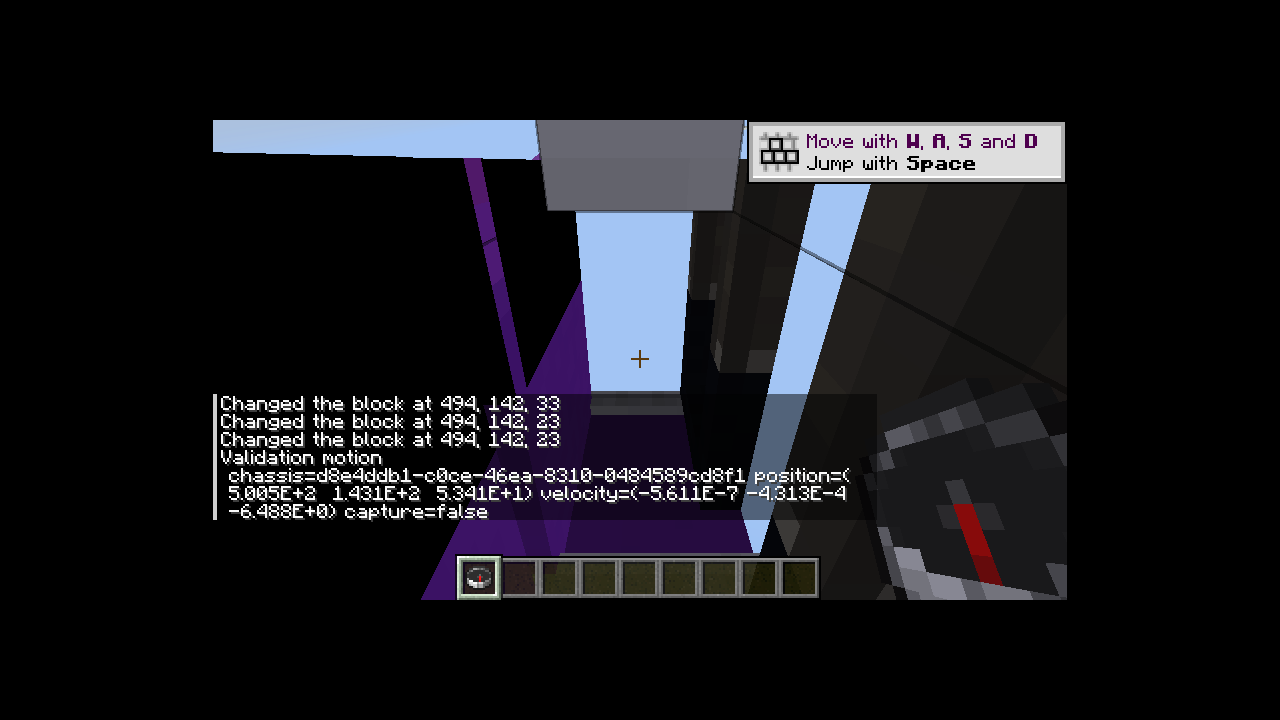 Move with W, A, S and D
Jump with Space
Changed the block at 494, 142, 33
Changed the block at 494, 142, 23
Changed the block at 494, 142, 23
Validation motion
chassis=d8e4ddb1-c0ce-46ea-8310-0484589cd8f1 position=(
5.005E+2 1.431E+2 5.341E+1) velocity=(-5.611E-7 -4.313E-4
-6.488E+0) capture=false